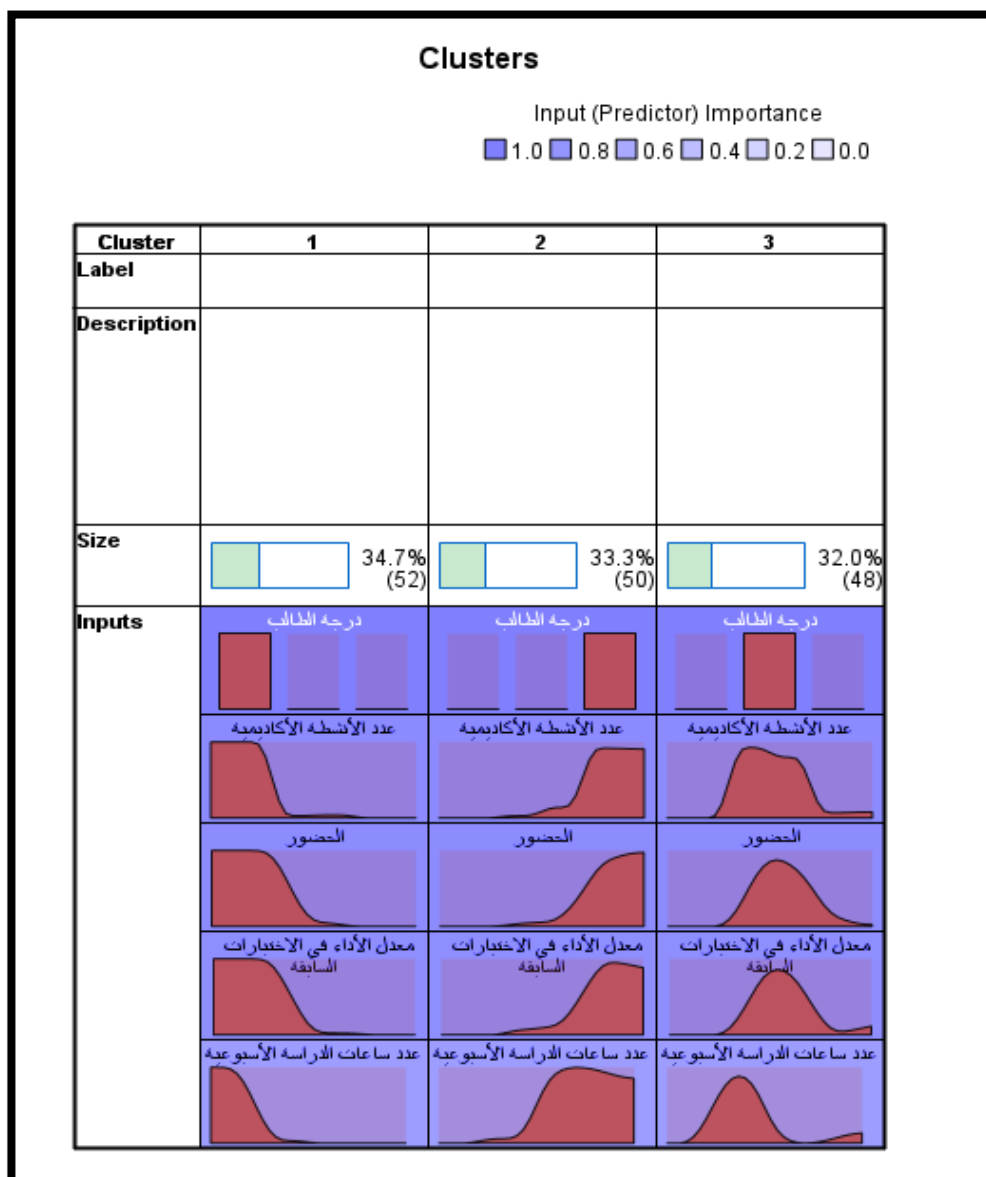 Clusters
Input (Predictor) Importance
1.0 0.8 0.6 0.4 0.2 0.0
Cluster 1 2 3
Label
Description
Size 34.7% 33.3% 32.0%
(52) (50) (48)
Inputs درجة الطالب درجة الطالب درجة الطالب
عدد الأنشطة الأكاديمية عدد الأنشطة الأكاديمية عدد الأنشطة الأكاديمية
الحضور الحضور الحضور
معدل الأداء في الاختبارات معدل الأداء في الاختبارات معدل الأداء في الاختبارات
السابقة السابقة السابقة
عدد ساعات الدراسة الأسبوعية عدد ساعات الدراسة الأسبوعية عدد ساعات الدراسة الأسبوعية